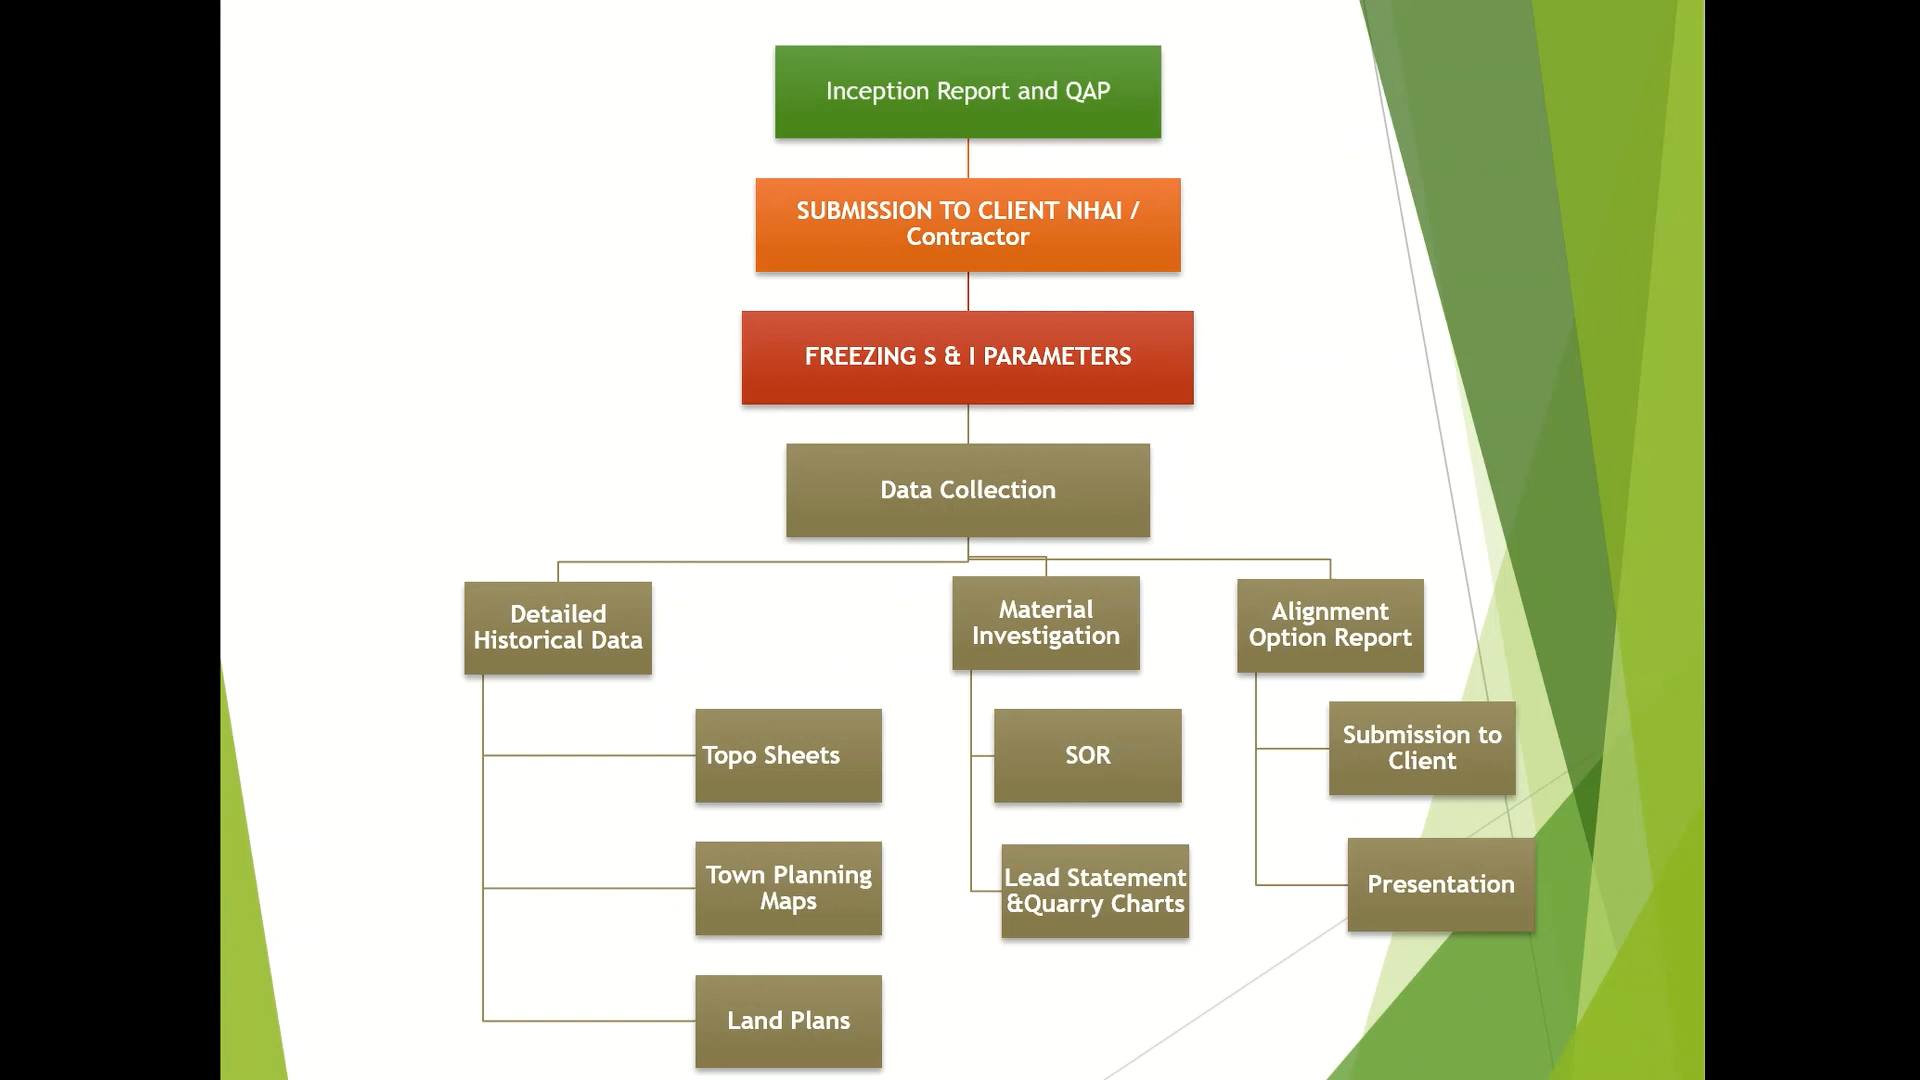 Inception Report and QAP
SUBMISSION TO CLIENT NHAI /
Contractor
FREEZING S & I PARAMETERS
Data Collection
Detailed
Historical Data
Material
Investigation
Alignment
Option Report
Topo Sheets
SOR
Submission to
Client
Town Planning
Maps
Lead Statement
&Quarry Charts
Presentation
Land Plans